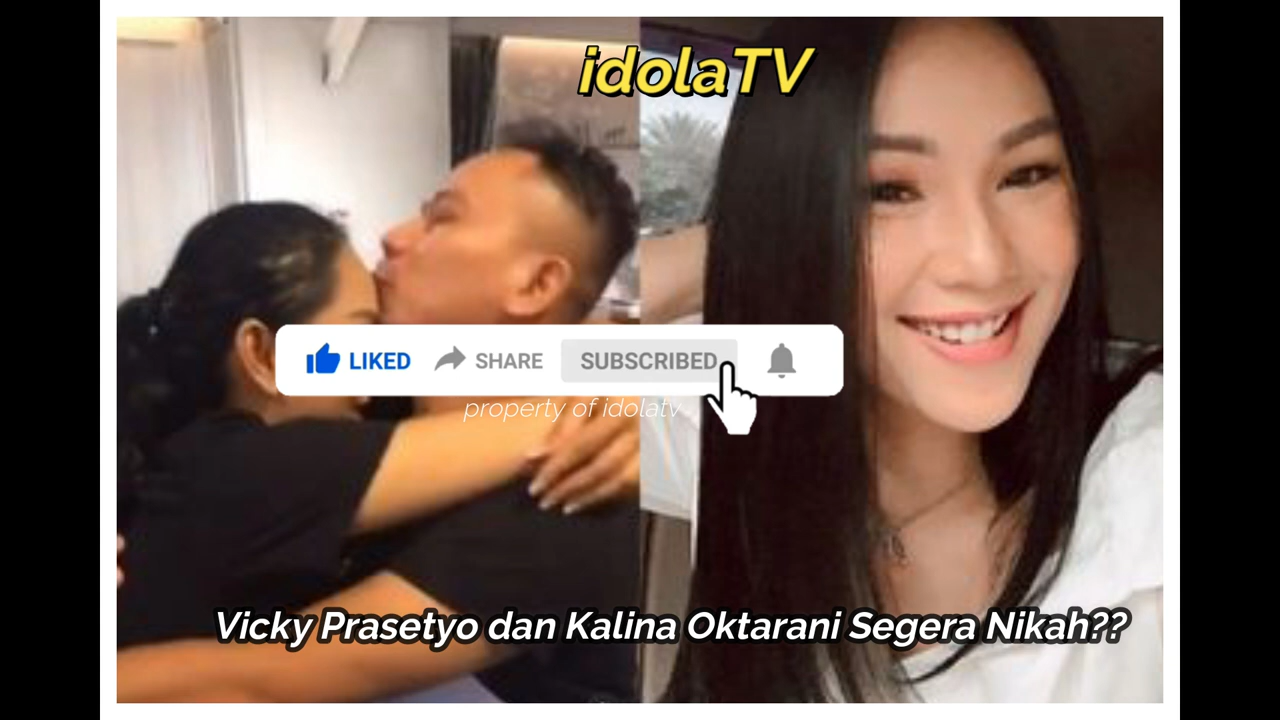 idolaTV
LIKED SHARE SUBSCRIBED
property of idolatv
Vicky Prasetyo dan Kalina Oktarani Segera Nikah??